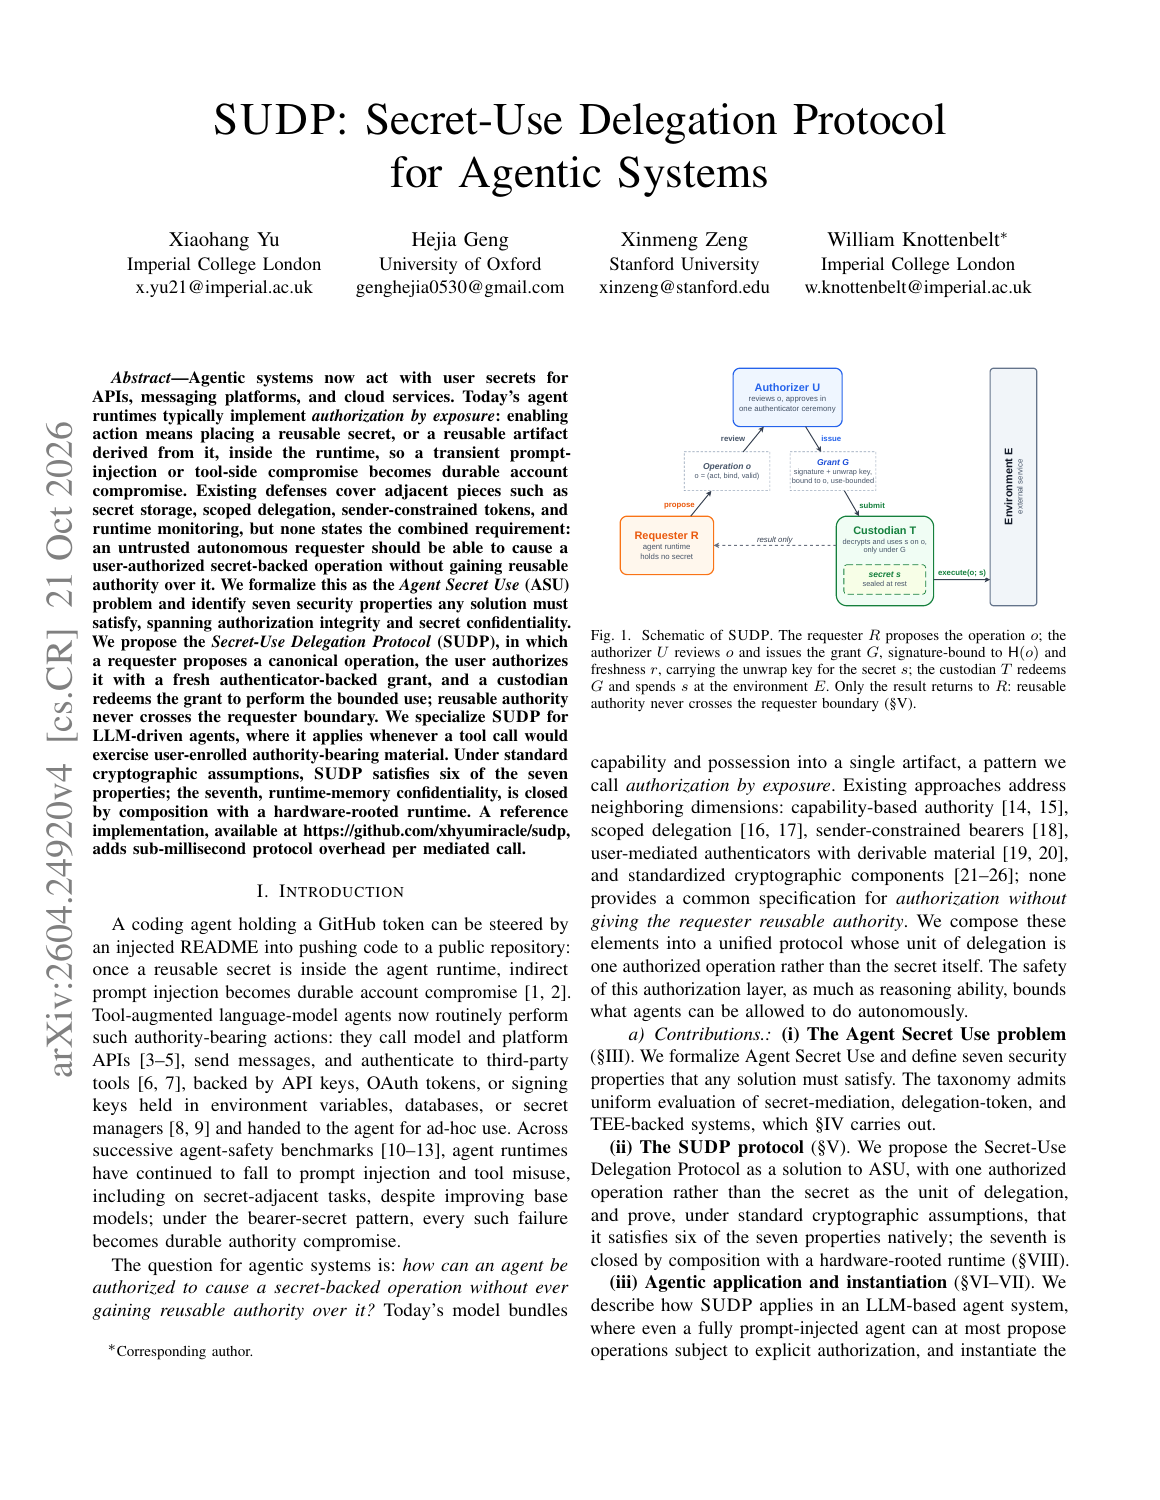 SUDP: Secret-Use Delegation Protocol
for Agentic Systems
Xiaohang Yu
Imperial College London
x.yu21@imperial.ac.uk
Hejia Geng
University of Oxford
genghejia0530@gmail.com
Xinmeng Zeng
Stanford University
xinzeng@stanford.edu
William Knottenbelt*
Imperial College London
w.knottenbelt@imperial.ac.uk
arXiv:2604.24920v4 [cs.CR] 21 Oct 2026
Abstract—Agentic systems now act with user secrets for
APIs, messaging platforms, and cloud services. Today's agent
runtimes typically implement authorization by exposure: enabling
action means placing a reusable secret, or a reusable artifact
derived from it, inside the runtime, so a transient prompt-
injection or tool-side compromise becomes durable account
compromise. Existing defenses cover adjacent pieces such as
secret storage, scoped delegation, sender-constrained tokens, and
runtime monitoring, but none states the combined requirement:
an untrusted autonomous requester should be able to cause a
user-authorized secret-backed operation without gaining reusable
authority over it. We formalize this as the Agent Secret Use (ASU)
problem and identify seven security properties any solution must
satisfy, spanning authorization integrity and secret confidentiality.
We propose the Secret-Use Delegation Protocol (SUDP), in which
a requester proposes a canonical operation, the user authorizes
it with a fresh authenticator-backed grant, and a custodian
redeems the grant to perform the bounded use; reusable authority
never crosses the requester boundary. We specialize SUDP for
LLM-driven agents, where it applies whenever a tool call would
exercise user-enrolled authority-bearing material. Under standard
cryptographic assumptions, SUDP satisfies six of the seven
properties; the seventh, runtime-memory confidentiality, is closed
by composition with a hardware-rooted runtime. A reference
implementation, available at https://github.com/xhyumiracle/sudp,
adds sub-millisecond protocol overhead per mediated call.
I. INTRODUCTION
A coding agent holding a GitHub token can be steered by
an injected README into pushing code to a public repository:
once a reusable secret is inside the agent runtime, indirect
prompt injection becomes durable account compromise [1, 2].
Tool-augmented language-model agents now routinely perform
such authority-bearing actions: they call model and platform
APIs [3–5], send messages, and authenticate to third-party
tools [6, 7], backed by API keys, OAuth tokens, or signing
keys held in environment variables, databases, or secret
managers [8, 9] and handed to the agent for ad-hoc use. Across
successive agent-safety benchmarks [10–13], agent runtimes
have continued to fall to prompt injection and tool misuse,
including on secret-adjacent tasks, despite improving base
models; under the bearer-secret pattern, every such failure
becomes durable authority compromise.
The question for agentic systems is: how can an agent be
authorized to cause a secret-backed operation without ever
gaining reusable authority over it? Today's model bundles
*Corresponding author.
Authorizer U
reviews o, approves in
one authenticator ceremony
review
issue
Operation o
o = (act, bind, valid)
Grant G
signature + unwrap key,
bound to o, use-bounded
propose
submit
Requester R
agent runtime
holds no secret
result only
Custodian T
decrypts and uses s on o,
only under G
secret s
sealed at rest
execute(o; s)
Environment E
external service
Fig. 1. Schematic of SUDP. The requester R proposes the operation o; the
authorizer U reviews o and issues the grant G, signature-bound to H(o) and
freshness r, carrying the unwrap key for the secret s; the custodian T redeems
G and spends s at the environment E. Only the result returns to R: reusable
authority never crosses the requester boundary (§V).
capability and possession into a single artifact, a pattern we
call authorization by exposure. Existing approaches address
neighboring dimensions: capability-based authority [14, 15],
scoped delegation [16, 17], sender-constrained bearers [18],
user-mediated authenticators with derivable material [19, 20],
and standardized cryptographic components [21–26]; none
provides a common specification for authorization without
giving the requester reusable authority. We compose these
elements into a unified protocol whose unit of delegation is
one authorized operation rather than the secret itself. The safety
of this authorization layer, as much as reasoning ability, bounds
what agents can be allowed to do autonomously.
a) Contributions.: (i) The Agent Secret Use problem
(§III). We formalize Agent Secret Use and define seven security
properties that any solution must satisfy. The taxonomy admits
uniform evaluation of secret-mediation, delegation-token, and
TEE-backed systems, which §IV carries out.
(ii) The SUDP protocol (§V). We propose the Secret-Use
Delegation Protocol as a solution to ASU, with one authorized
operation rather than the secret as the unit of delegation,
and prove, under standard cryptographic assumptions, that
it satisfies six of the seven properties natively; the seventh is
closed by composition with a hardware-rooted runtime (§VIII).
(iii) Agentic application and instantiation (§VI–VII). We
describe how SUDP applies in an LLM-based agent system,
where even a fully prompt-injected agent can at most propose
operations subject to explicit authorization, and instantiate the